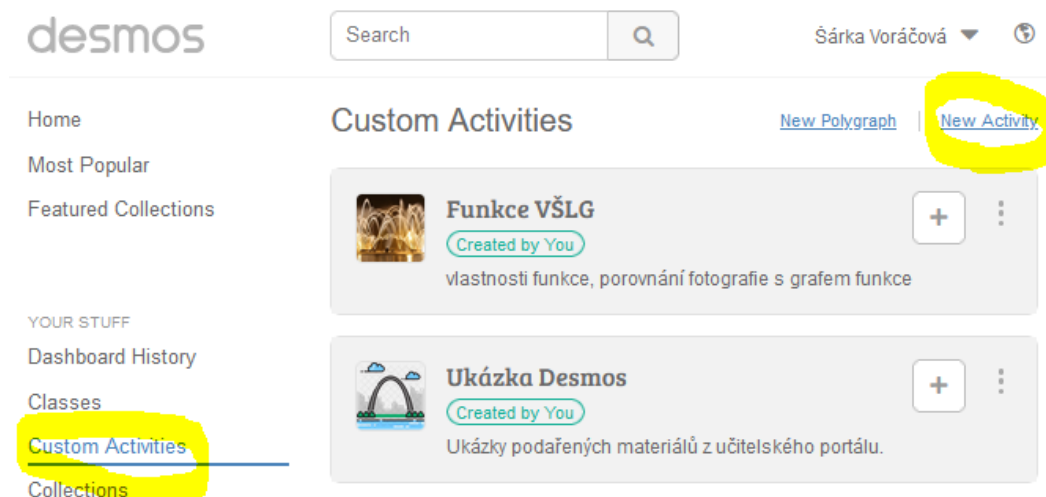 desmos
Search
Šárka Voráčová
Home
Most Popular
Featured Collections
YOUR STUFF
Dashboard History
Classes
Custom Activities
Collections
Custom Activities
New Polygraph | New Activity
Funkce VŠLG
Created by You
vlastnosti funkce, porovnání fotografie s grafem funkce
Ukázka Desmos
Created by You
Ukázky podařených materiálů z učitelského portálu.